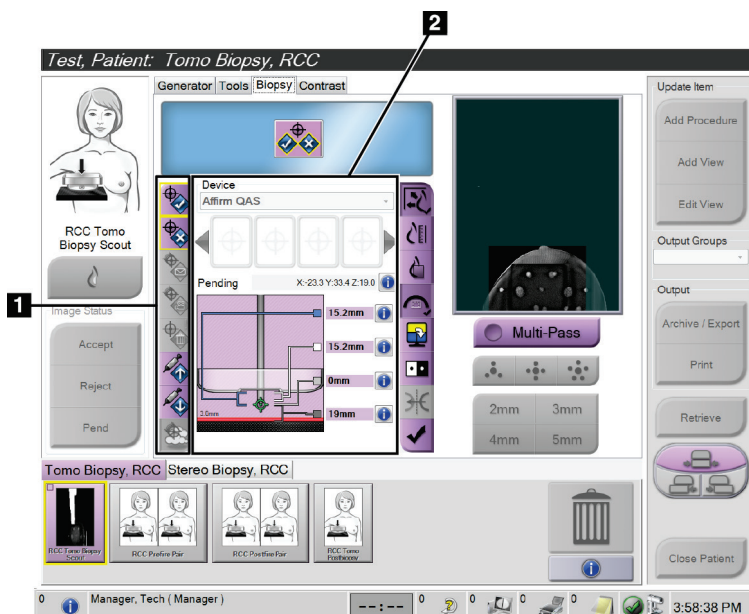 2
Test, Patient: Tomo Biopsy, RCC
Generator Tools Biopsy Contrast
Update Item
Add Procedure
Add View
Edit View
Output Groups
Output
Archive / Export
Print
Retrieve
Close Patient
RCC Tomo
Biopsy Scout
1
Image Status
Accept
Reject
Pend
Device
Affirm QAS
Pending X:-23.3 Y:33.4 Z:19.0
15.2mm
15.2mm
0mm
19mm
2.0mm
Multi-Pass
2mm 3mm
4mm 5mm
Tomo Biopsy, RCC Stereo Biopsy, RCC
RCC Tomo Biopsy
Scout
RCC Prefire Pair
RCC Postfire Pair
RCC Tomo
Postbiopsy
0 Manager, Tech ( Manager ) --:-- 0 0 0 0 3:58:38 PM